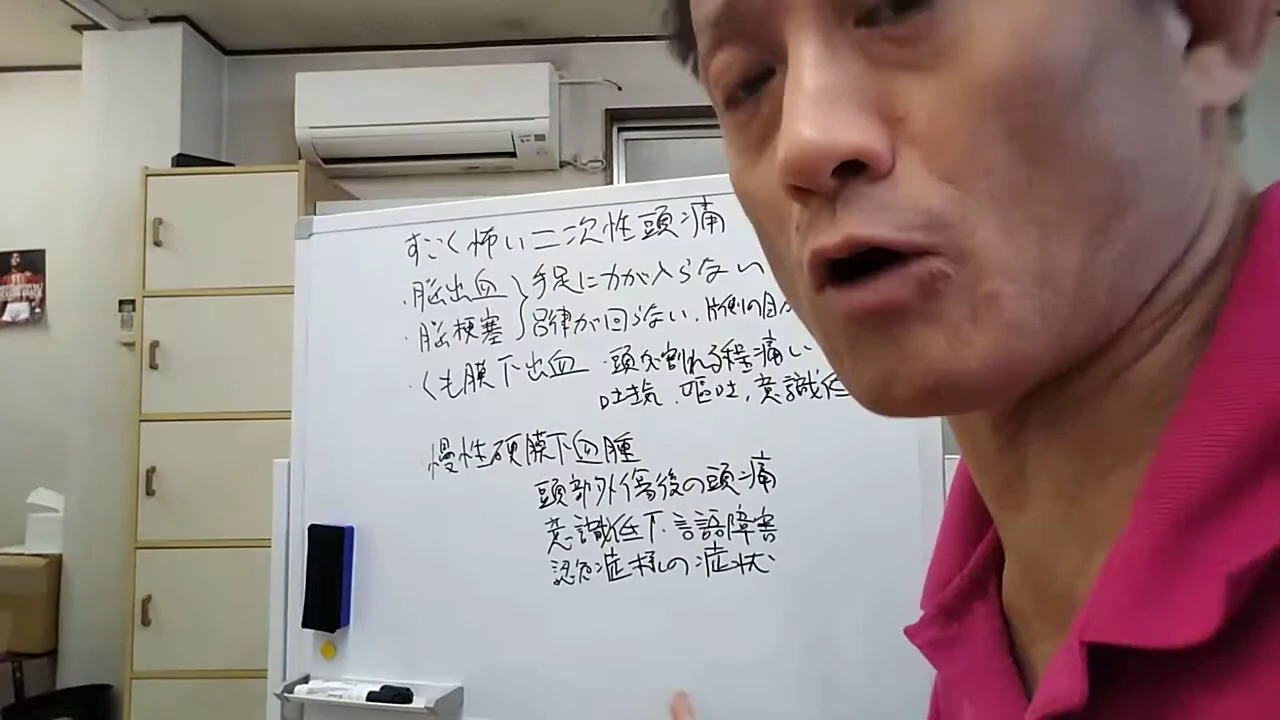 すごく怖い二次性頭痛
・脳出血 } 手足に力が入らない
・脳梗塞 } 呂律が回らない、片側の
・くも膜下出血 ・頭が割れる程痛い
吐気、嘔吐、意識低
慢性硬膜下血腫
頭部外傷後の頭痛
意識低下・言語障害
認知症様の症状